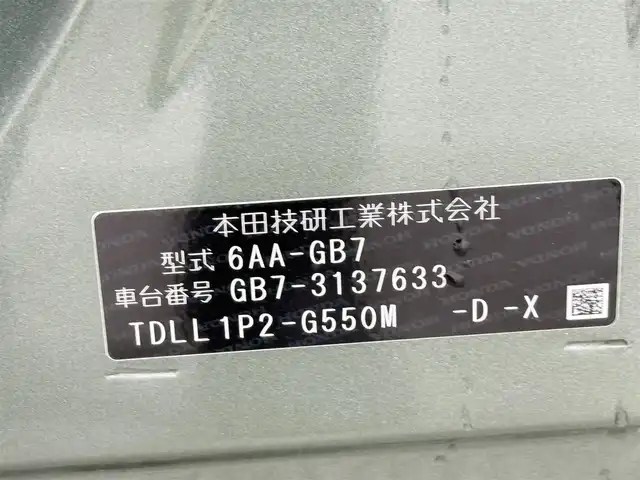 本田技研工業株式会社
型式 6AA-GB7
車台番号 GB7-3137633
TDLL1P2-G550M -D -X